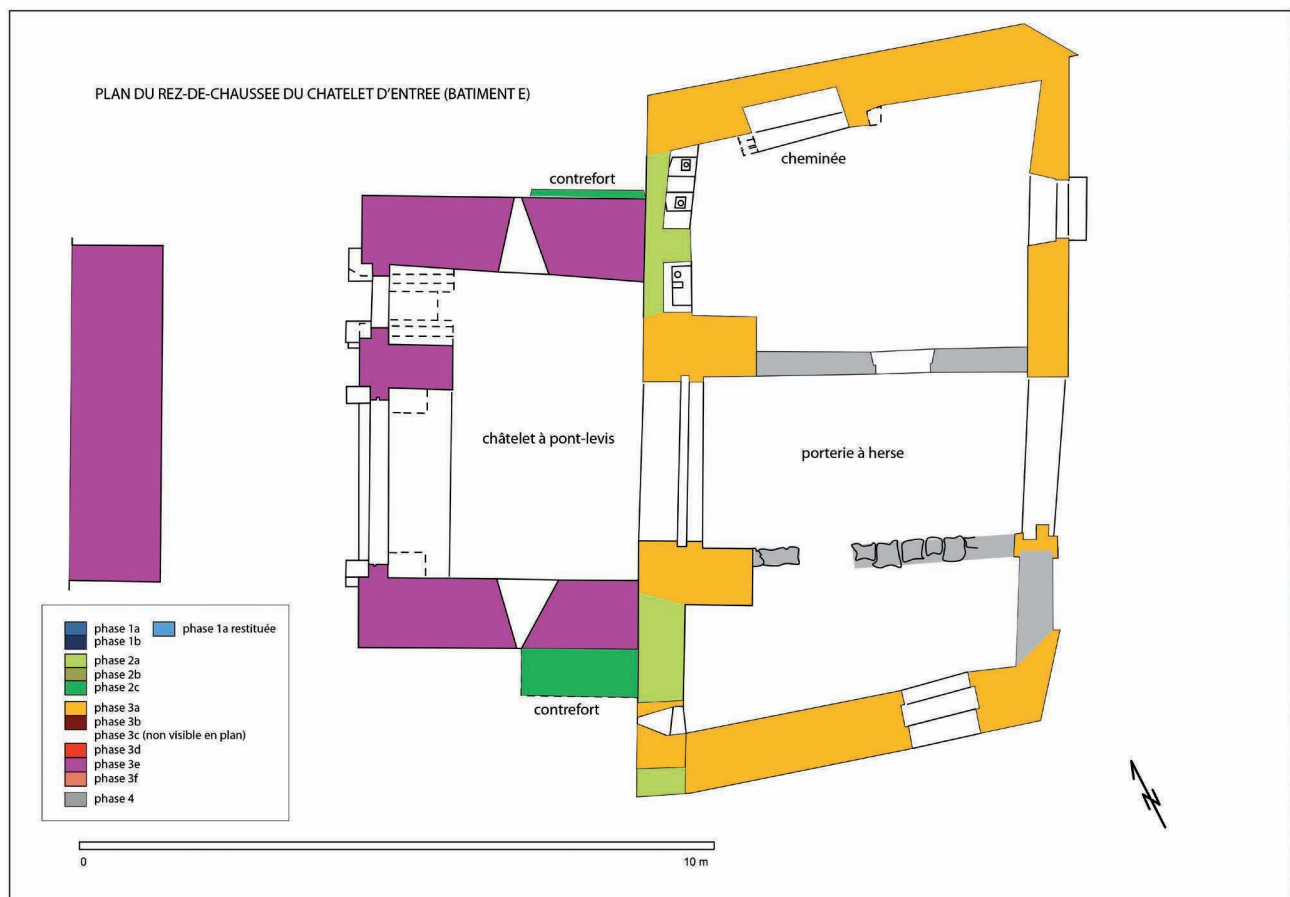 PLAN DU REZ-DE-CHAUSSEE DU CHATELET D'ENTREE (BATIMENT E)
cheminée
contrefort
châtelet à pont-levis
porterie à herse
contrefort
phase 1a
phase 1a restituée
phase 1b
phase 2a
phase 2b
phase 2c
phase 3a
phase 3b
phase 3c (non visible en plan)
phase 3d
phase 3e
phase 3f
phase 4
N
0
10 m